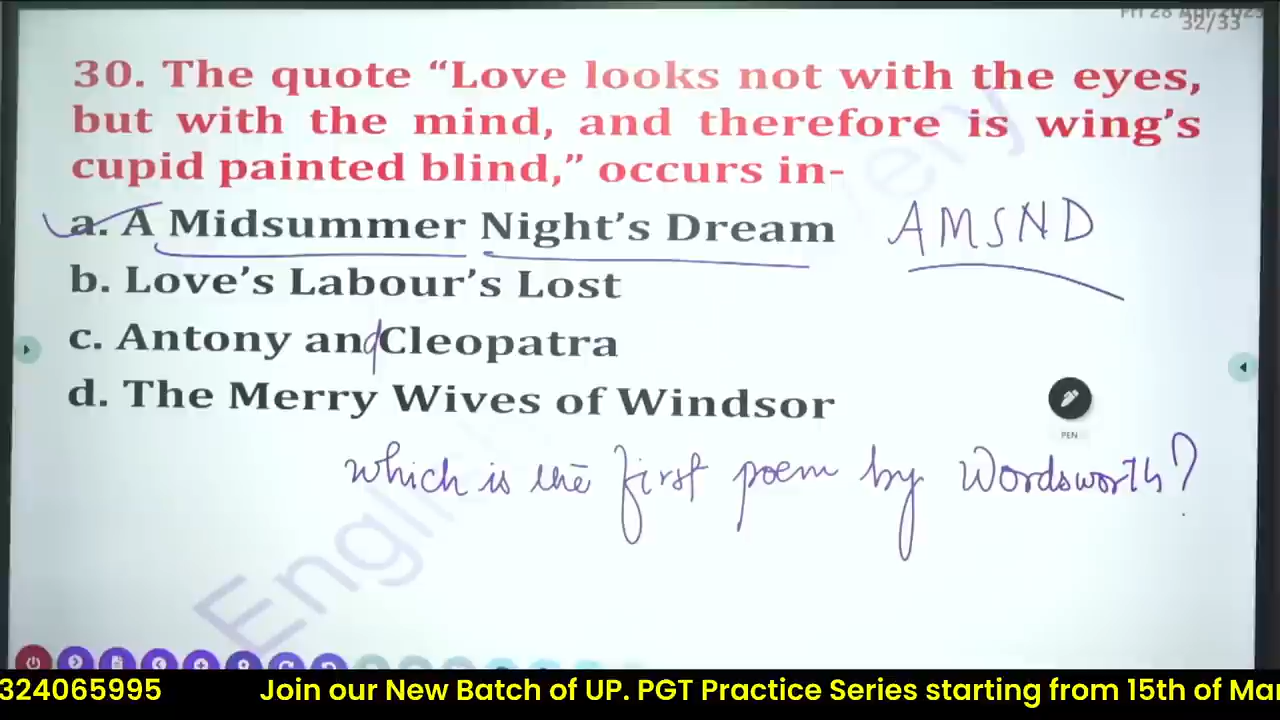 32/33
30. The quote “Love looks not with the eyes,
but with the mind, and therefore is wing’s
cupid painted blind,” occurs in-
a. A Midsummer Night’s Dream AMSND
b. Love’s Labour’s Lost
c. Antony and Cleopatra
d. The Merry Wives of Windsor
PEN
which is the first poem by Wordsworth?
English
324065995 Join our New Batch of UP. PGT Practice Series starting from 15th of Mar